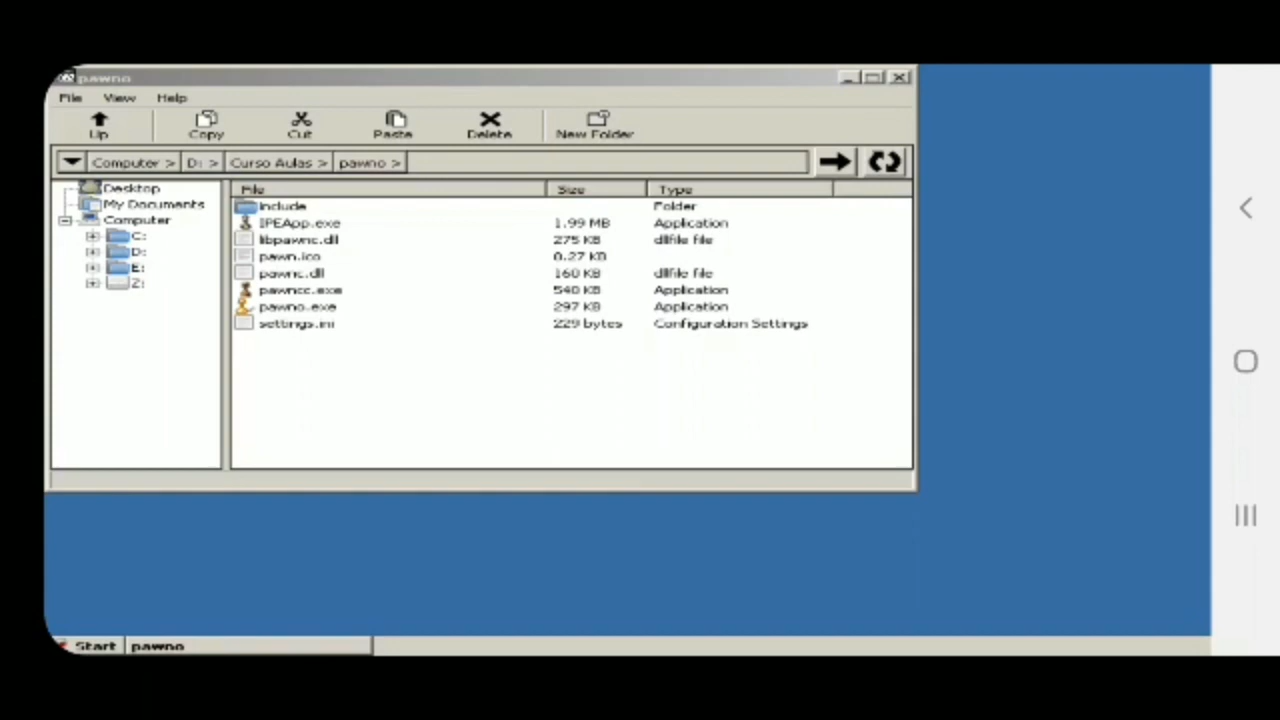 pawno
File View Help
Up Copy Cut Paste Delete New Folder
Computer > D: > Curso Aulas > pawno >
Desktop
My Documents
Computer
C:
D:
E:
Z:
File Size Type
include Folder
IPEApp.exe 1.99 MB Application
libpawnc.dll 275 KB dllfile file
pawn.ico 0.27 KB
pawnc.dll 160 KB dllfile file
pawncc.exe 540 KB Application
pawno.exe 297 KB Application
settings.ini 229 bytes Configuration Settings
Start pawno